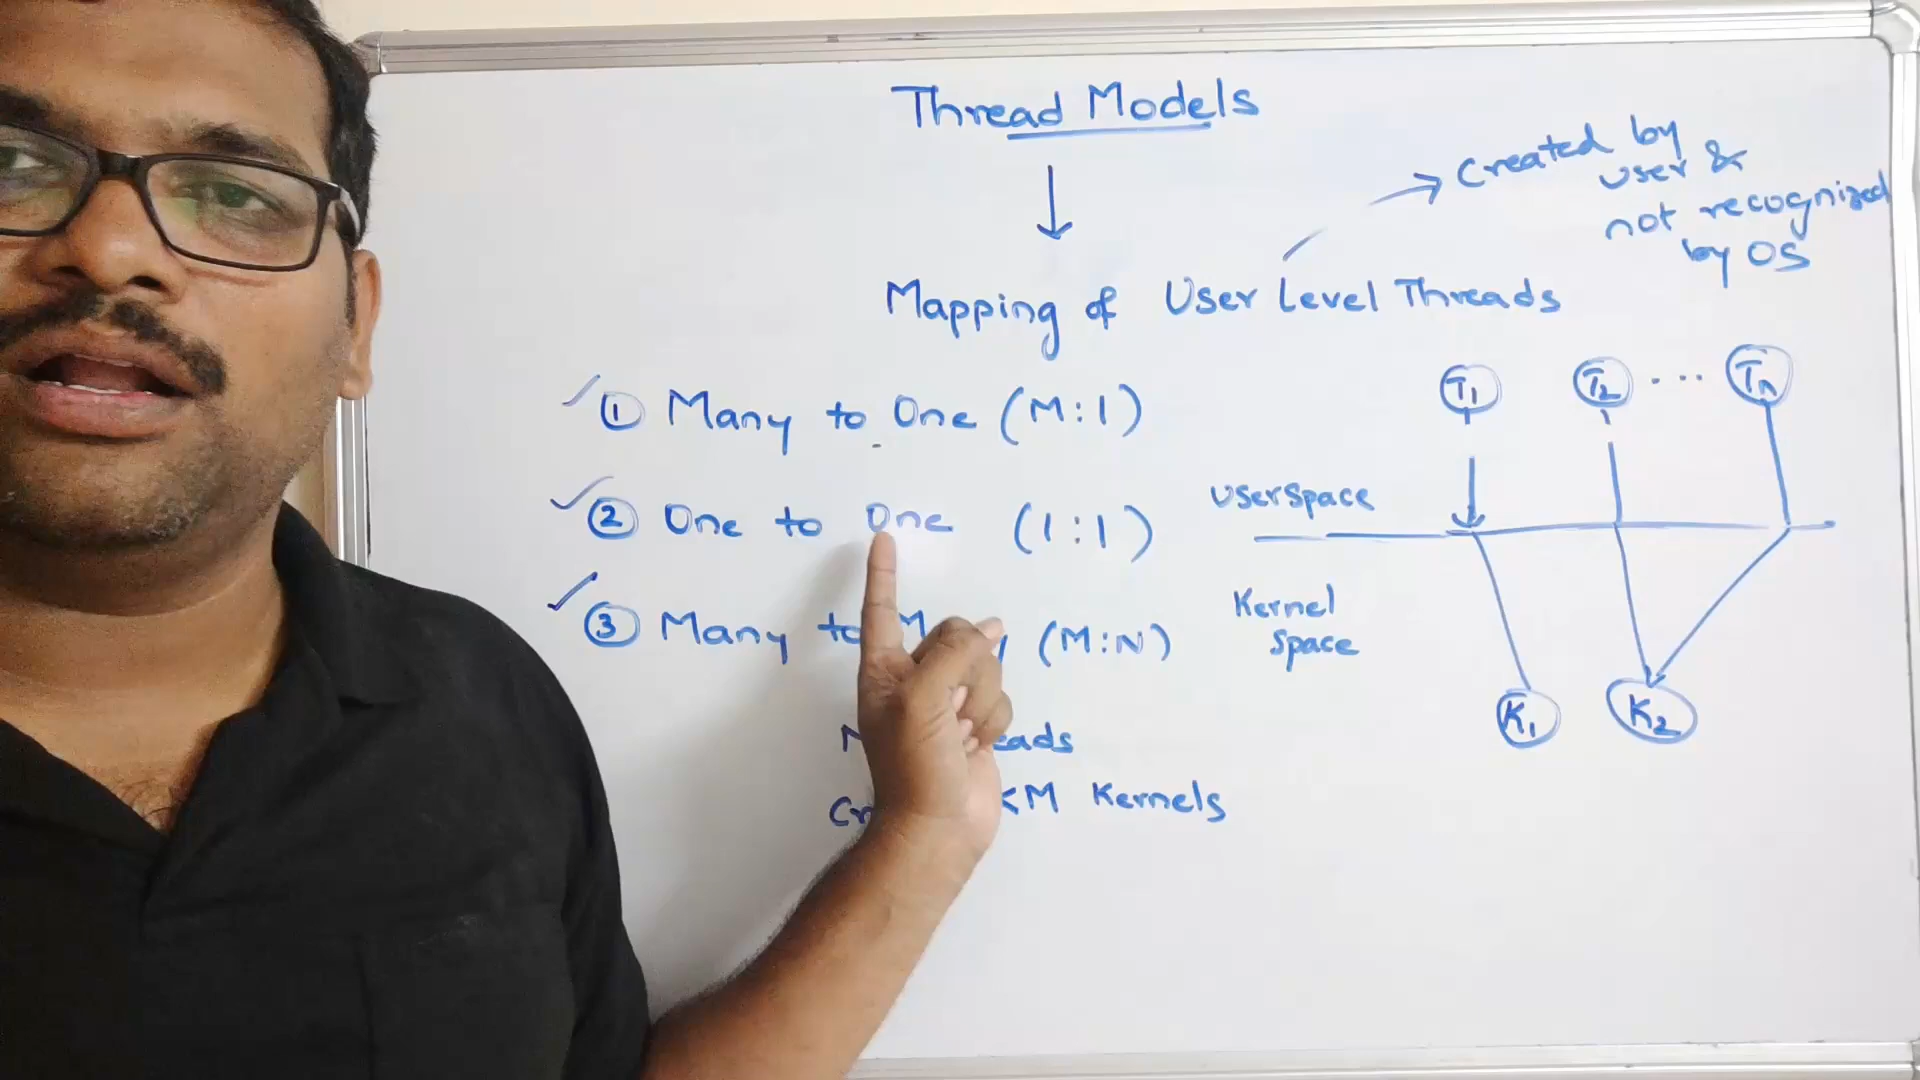 Thread Models
Created by
user &
not recognized
by OS
Mapping of User Level Threads
① Many to One (M:1)
② One to One (1:1)
③ Many to (M:N)
<M Kernels
T1 T2 ... Tn
Userspace
Kernel
Space
K1 K2